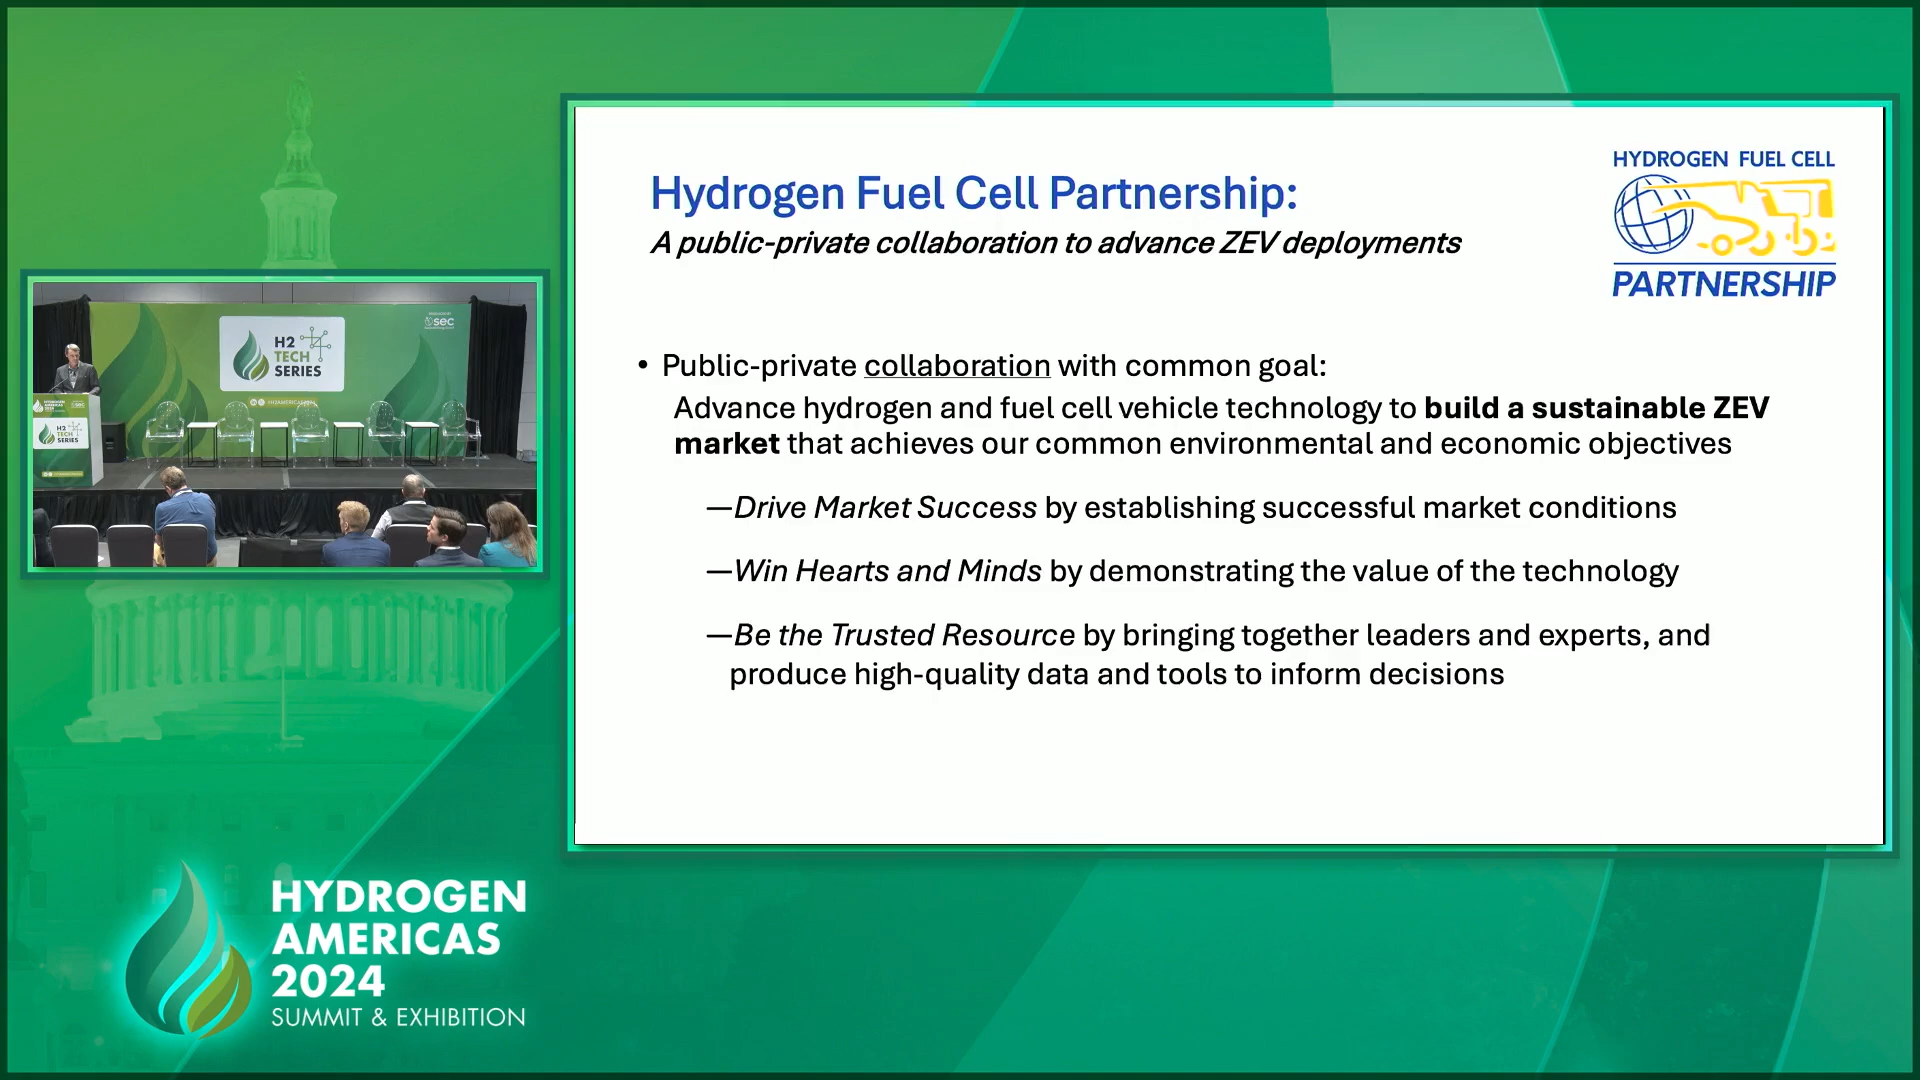 Hydrogen Fuel Cell Partnership:
A public-private collaboration to advance ZEV deployments
HYDROGEN FUEL CELL
PARTNERSHIP
• Public-private collaboration with common goal:
Advance hydrogen and fuel cell vehicle technology to build a sustainable ZEV
market that achieves our common environmental and economic objectives
—Drive Market Success by establishing successful market conditions
—Win Hearts and Minds by demonstrating the value of the technology
—Be the Trusted Resource by bringing together leaders and experts, and
produce high-quality data and tools to inform decisions
H2
TECH
SERIES
sec
H2
TECH
SERIES
HYDROGEN
AMERICAS
2024
SUMMIT & EXHIBITION